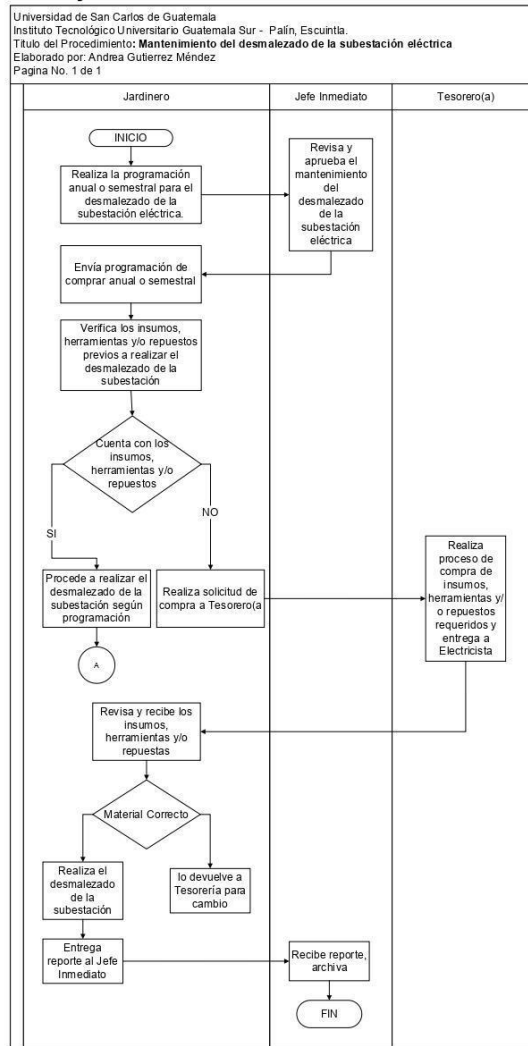 Universidad de San Carlos de Guatemala
Instituto Tecnológico Universitario Guatemala Sur - Palín, Escuintla.
Título del Procedimiento: Mantenimiento del desmalezado de la subestación eléctrica
Elaborado por: Andrea Gutierrez Méndez
Pagina No. 1 de 1
Jardinero
Jefe Inmediato
Tesorero(a)
INICIO
Realiza la programación
anual o semestral para el
desmalezado de la
subestación eléctrica.
Revisa y
aprueba el
mantenimiento
del
desmalezado
de la
subestación
eléctrica
Envía programación de
comprar anual o semestral
Verifica los insumos,
herramientas y/o repuestos
previos a realizar el
desmalezado de la
subestación
Cuenta con los
insumos,
herramientas y/o
repuestos
SI
NO
Procede a realizar el
desmalezado de la
subestación según
programación
Realiza solicitud de
compra a Tesorero(a
Realiza
proceso de
compra de
insumos,
herramientas y/
o repuestos
requeridos y
entrega a
Electricista
A
Revisa y recibe los
insumos,
herramientas y/o
repuestas
Material Correcto
Realiza el
desmalezado
de la
subestación
lo devuelve a
Tesorería para
cambio
Entrega
reporte al Jefe
Inmediato
Recibe reporte,
archiva
FIN